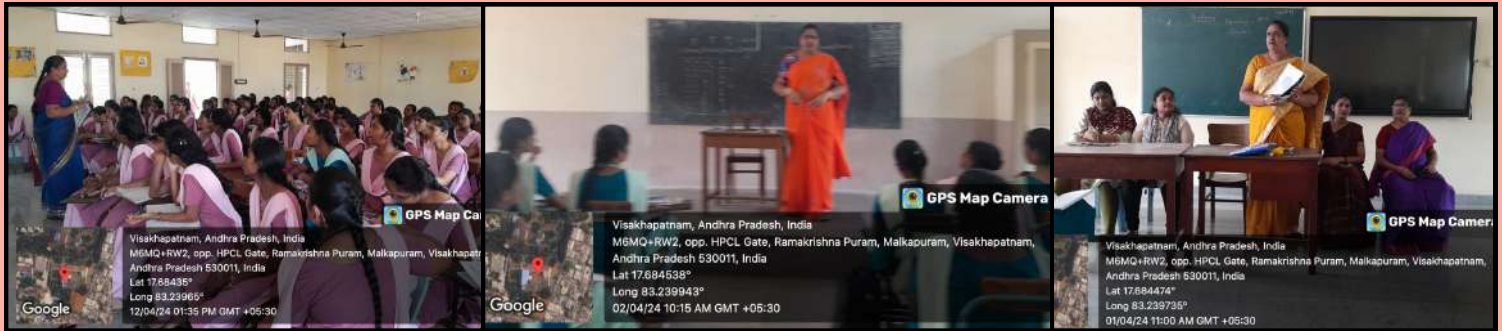 GPS Map Ca
Visakhapatnam, Andhra Pradesh, India
M6MQ+RW2, opp. HPCL Gate, Ramakrishna Puram, Malkapuram, Visakhapatn
Andhra Pradesh 530011, India
Lat 17.68435°
Long 83.23965°
12/04/24 01:35 PM GMT +05:30
Google
GPS Map Camera
Visakhapatnam, Andhra Pradesh, India
M6MQ+RW2, opp. HPCL Gate, Ramakrishna Puram, Malkapuram, Visakhapatnam,
Andhra Pradesh 530011, India
Lat 17.684538°
Long 83.239943°
02/04/24 10:15 AM GMT +05:30
Google
GPS Map Camera
Visakhapatnam, Andhra Pradesh, India
M6MQ+RW2, opp. HPCL Gate, Ramakrishna Puram, Malkapuram, Visakhapatnam,
Andhra Pradesh 530011, India
Lat 17.684474°
Long 83.239735°
01/04/24 11:00 AM GMT +05:30